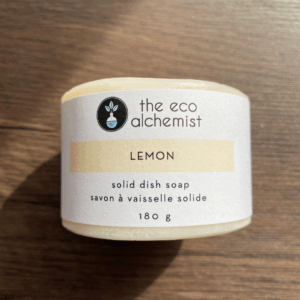 the eco
alchemist
LEMON
solid dish soap
savon à vaisselle solide
180 g